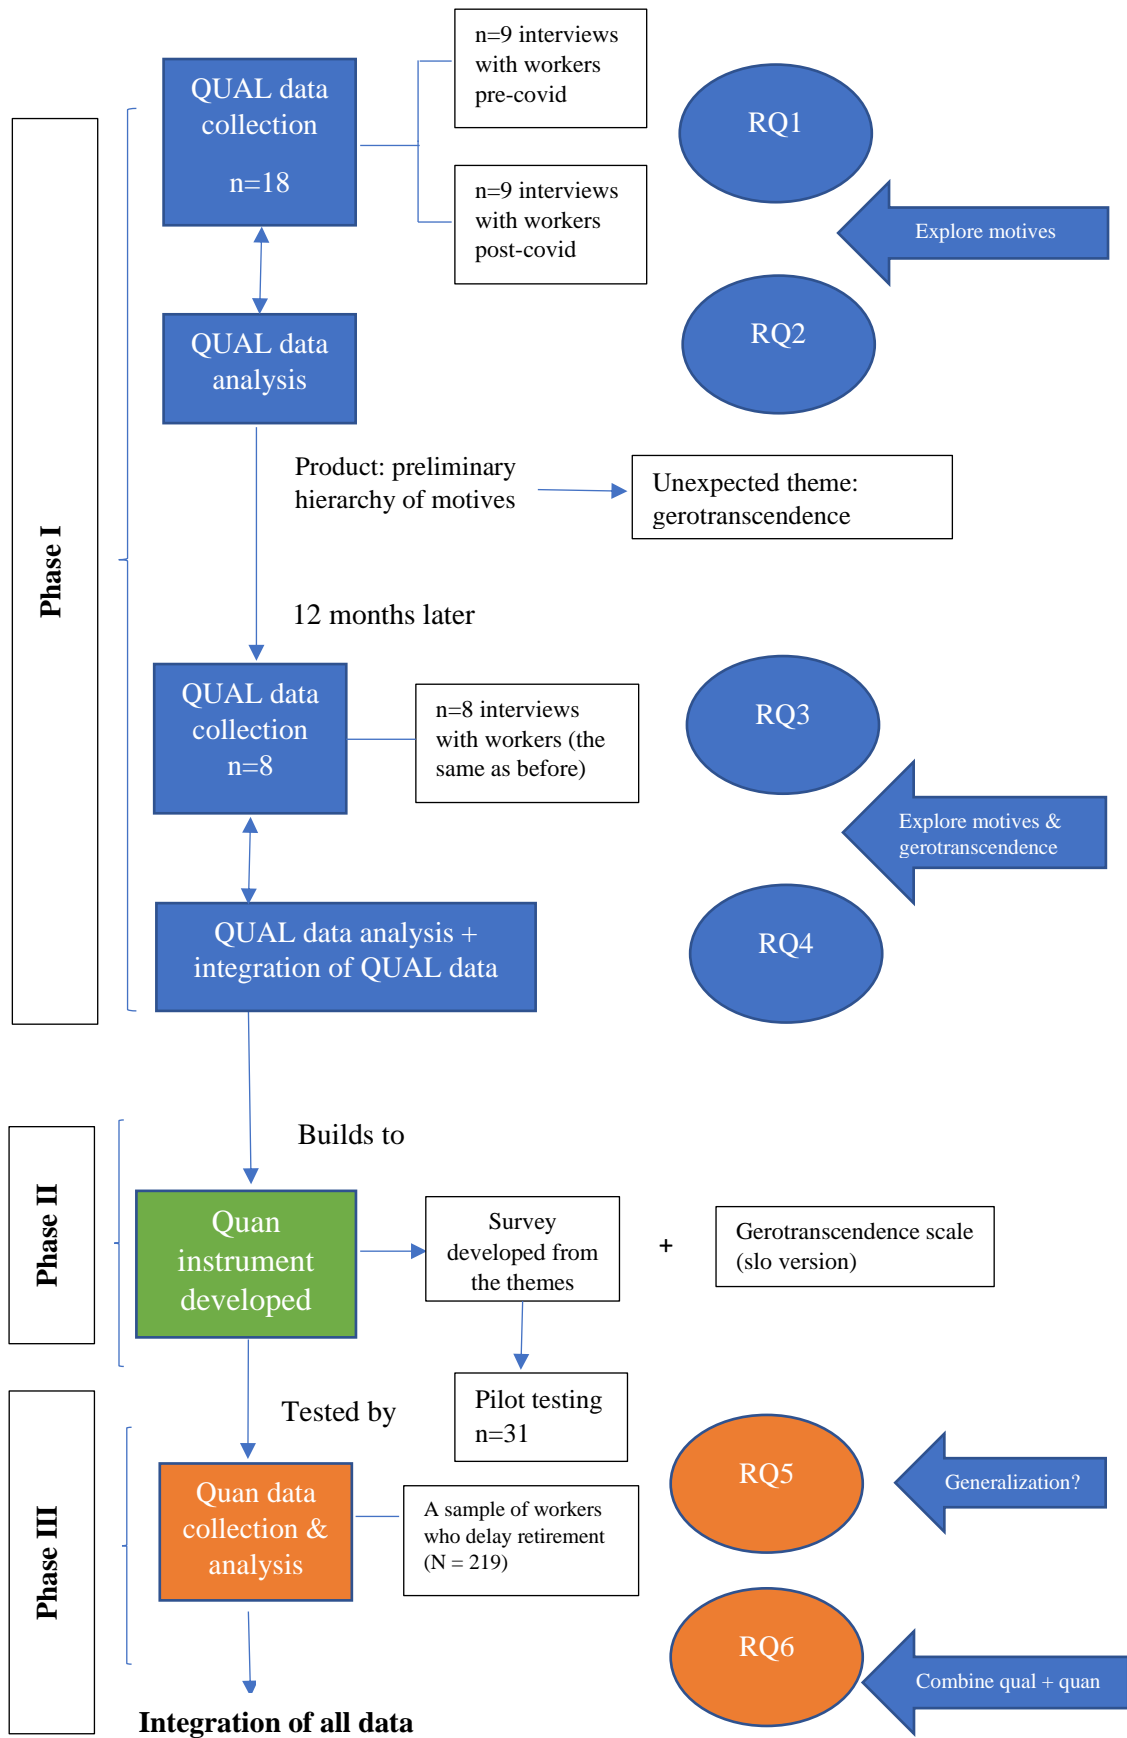 n=9 interviews
with workers
pre-covid
QUAL data
collection
n=18
RQ1
n=9 interviews
with workers
post-covid
Explore motives
QUAL data
analysis
RQ2
Product: preliminary
hierarchy of motives
Unexpected theme:
gerotranscendence
Phase I
12 months later
QUAL data
collection
n=8
n=8 interviews
with workers (the
same as before)
RQ3
Explore motives &
gerotranscendence
QUAL data analysis +
integration of QUAL data
RQ4
Builds to
Phase II
Quan
instrument
developed
Survey
developed from
the themes
+
Gerotranscendence scale
(slo version)
Pilot testing
n=31
Tested by
Phase III
Quan data
collection &
analysis
A sample of workers
who delay retirement
(N = 219)
RQ5
Generalization?
RQ6
Combine qual + quan
Integration of all data